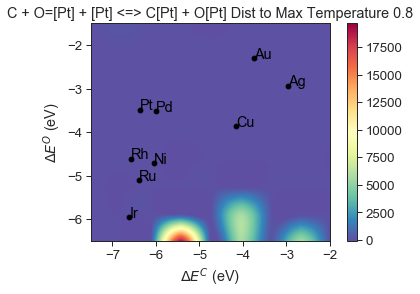 C + O=[Pt] + [Pt] <=> C[Pt] + O[Pt] Dist to Max Temperature 0.8
ΔE^O (eV)
−2
−3
−4
−5
−6
Au
Ag
Pt
Pd
Cu
Rh
Ni
Ru
Ir
−7
−6
−5
−4
−3
−2
ΔE^C (eV)
17500
15000
12500
10000
7500
5000
2500
0